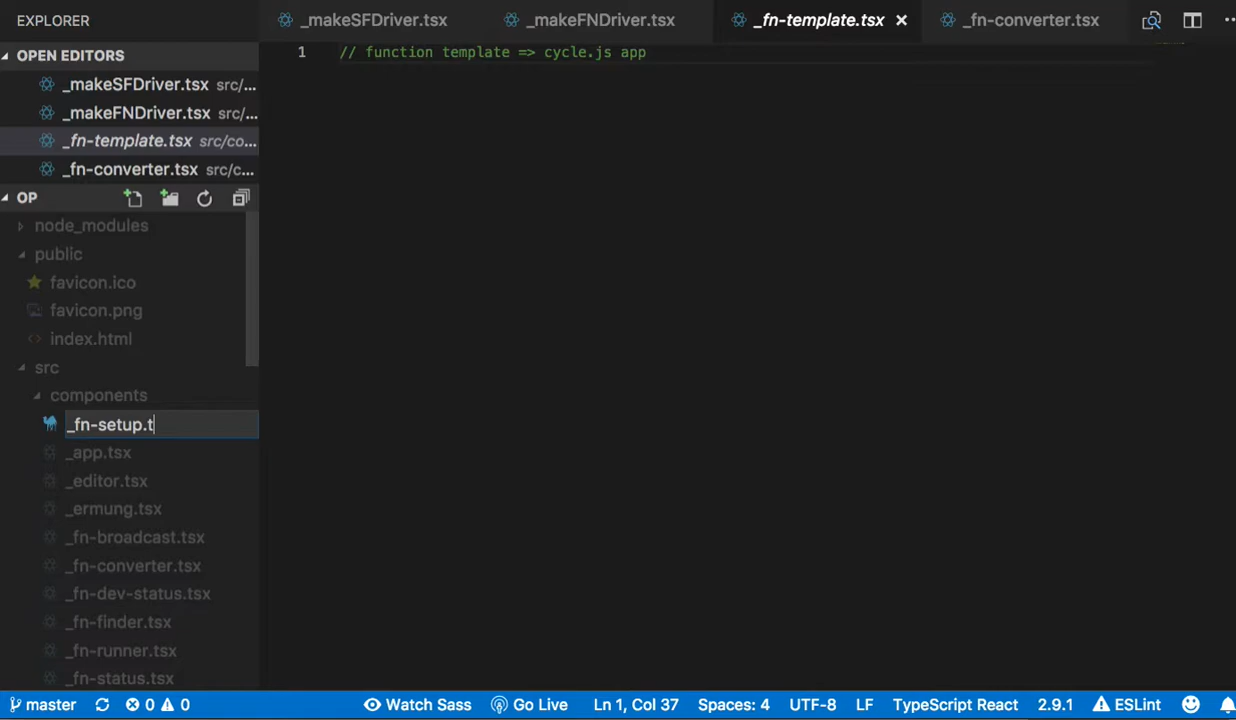 EXPLORER
_makeSFDriver.tsx
_makeFNDriver.tsx
_fn-template.tsx
_fn-converter.tsx
OPEN EDITORS
_makeSFDriver.tsx src/...
_makeFNDriver.tsx src/...
_fn-template.tsx src/co...
_fn-converter.tsx src/c...
1 // function template => cycle.js app
OP
node_modules
public
favicon.ico
favicon.png
index.html
src
components
_fn-setup.t
_app.tsx
_editor.tsx
_ermung.tsx
_fn-broadcast.tsx
_fn-converter.tsx
_fn-dev-status.tsx
_fn-finder.tsx
_fn-runner.tsx
_fn-status.tsx
master 0 0 Watch Sass Go Live Ln 1, Col 37 Spaces: 4 UTF-8 LF TypeScript React 2.9.1 ESLint